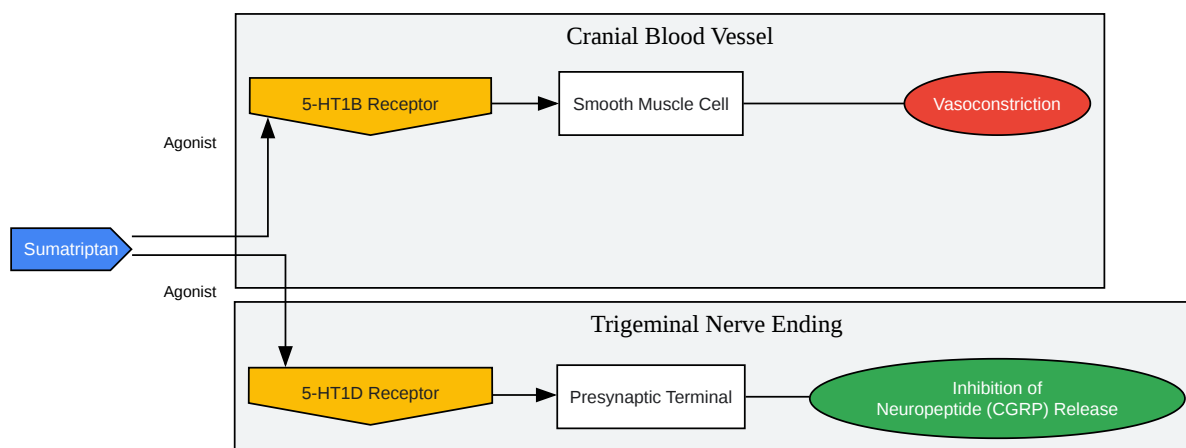 Cranial Blood Vessel
5-HT1B Receptor
Smooth Muscle Cell
Vasoconstriction
Agonist
Sumatriptan
Agonist
Trigeminal Nerve Ending
5-HT1D Receptor
Presynaptic Terminal
Inhibition of
Neuropeptide (CGRP) Release